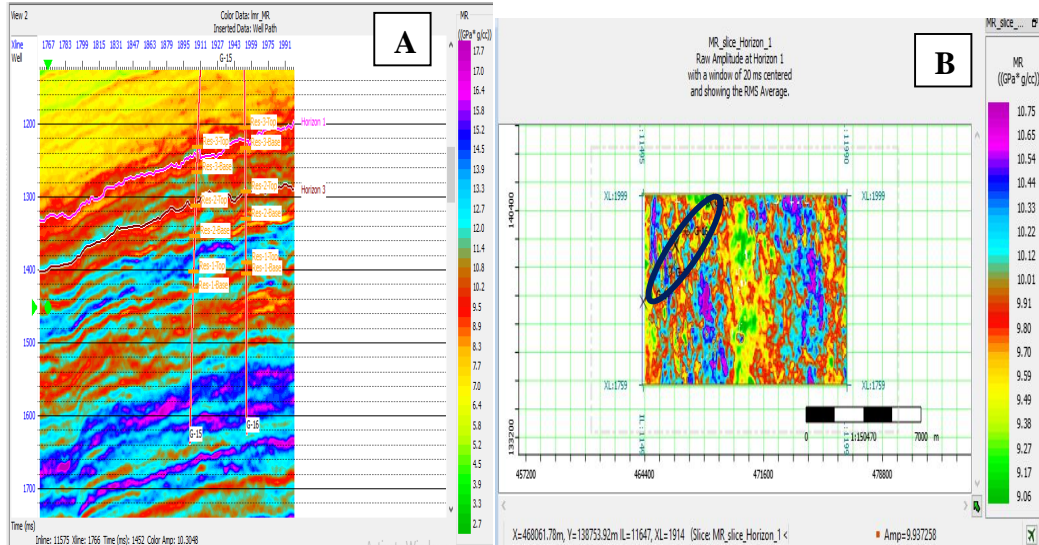 View 2
Color Data: lmr_MR
Inserted Data: Well Path
Xline 1767 1783 1799 1815 1831 1847 1863 1879 1895 1911 1927 1943 1959 1975 1991
Well G-15
A
MR
((GPa* g/cc)
17.7
17.0
16.4
15.8
15.2
14.5
13.9
13.3
12.7
12.0
11.4
10.8
10.2
9.5
8.9
8.3
7.7
7.0
6.4
5.8
5.2
4.5
3.9
3.3
2.7
1200
1300
1400
1500
1600
1700
Horizon 1
Horizon 3
Res-3-Top
Res-3-Base
Res-2-Top
Res-2-Base
Res-1-Top
Res-1-Base
Res-3-Top
Res-3-Base
Res-2-Top
Res-2-Base
Res-1-Top
Res-1-Base
G-15
G-16
Time (ms)
Inline: 11575 Xline: 1766 Time (ms): 1452 Color Amp: 10.3048
MR_slice_Horizon_1
Raw Amplitude at Horizon 1
with a window of 20 ms centered
and showing the RMS Average.
B
MR_slice_...
MR
((GPa* g/cc)
10.75
10.65
10.54
10.44
10.33
10.23
10.12
10.02
9.91
9.80
9.70
9.59
9.49
9.38
9.27
9.17
9.06
140400
133200
:11495
:11990
XL:1999
XL:1999
G-16
XL:1759
XL:1759
0 1:150470 7000 m
457200 464400 471600 478800
X=468061.78m, Y=138753.92m IL=11647, XL=1914 (Slice: MR_slice_Horizon_1 <
Amp=9.937258